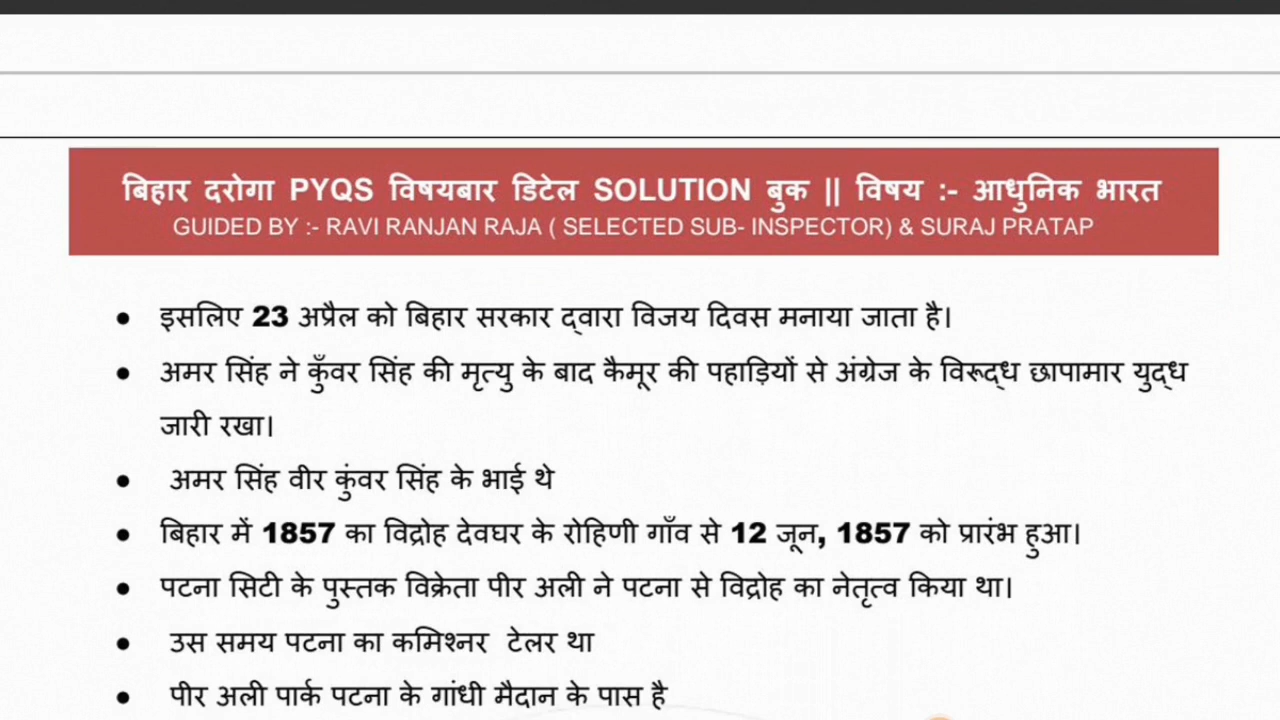 बिहार दरोगा PYQS विषयबार डिटेल SOLUTION बुक || विषय :- आधुनिक भारत
GUIDED BY :- RAVI RANJAN RAJA ( SELECTED SUB- INSPECTOR) & SURAJ PRATAP
● इसलिए 23 अप्रैल को बिहार सरकार द्वारा विजय दिवस मनाया जाता है।
● अमर सिंह ने कुँवर सिंह की मृत्यु के बाद कैमूर की पहाड़ियों से अंग्रेज के विरूद्ध छापामार युद्ध
जारी रखा।
● अमर सिंह वीर कुंवर सिंह के भाई थे
● बिहार में 1857 का विद्रोह देवघर के रोहिणी गाँव से 12 जून, 1857 को प्रारंभ हुआ।
● पटना सिटी के पुस्तक विक्रेता पीर अली ने पटना से विद्रोह का नेतृत्व किया था।
● उस समय पटना का कमिश्नर टेलर था
● पीर अली पार्क पटना के गांधी मैदान के पास है